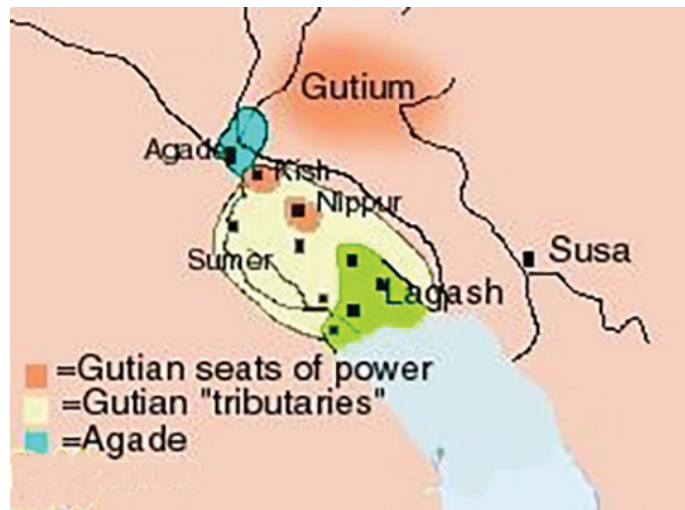 Gutium
Agade
Kish
Nippur
Susa
Sumer
Lagash
=Gutian seats of power
=Gutian "tributaries"
=Agade